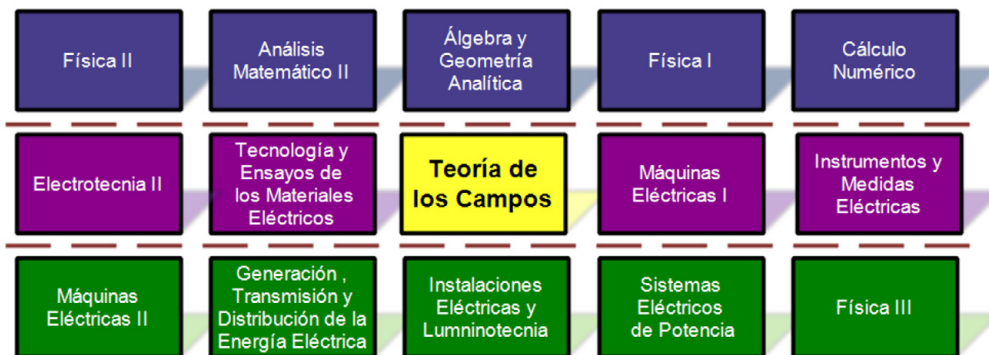 Física II
Análisis
Matemático II
Álgebra y
Geometría
Analítica
Física I
Cálculo
Numérico
Electrotecnia II
Tecnología y
Ensayos de
los Materiales
Eléctricos
Teoría de
los Campos
Máquinas
Eléctricas I
Instrumentos y
Medidas
Eléctricas
Máquinas
Eléctricas II
Generación ,
Transmisión y
Distribución de la
Energía Eléctrica
Instalaciones
Eléctricas y
Lumninotecnia
Sistemas
Eléctricos
de Potencia
Física III